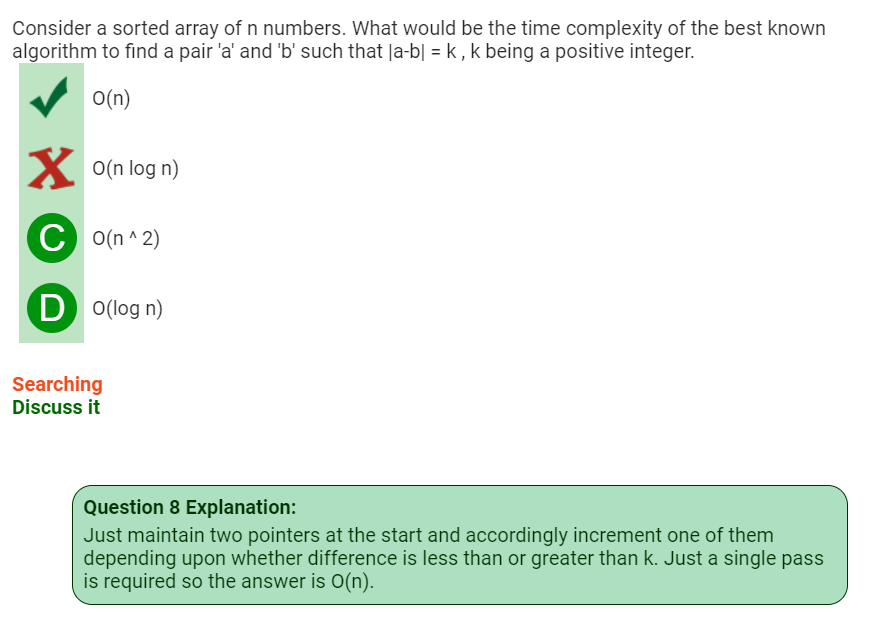 Consider a sorted array of n numbers. What would be the time complexity of the best known
algorithm to find a pair 'a' and 'b' such that |a-b| = k , k being a positive integer.
O(n)
X O(n log n)
C O(n ^ 2)
D O(log n)
Searching
Discuss it
Question 8 Explanation:
Just maintain two pointers at the start and accordingly increment one of them
depending upon whether difference is less than or greater than k. Just a single pass
is required so the answer is O(n).